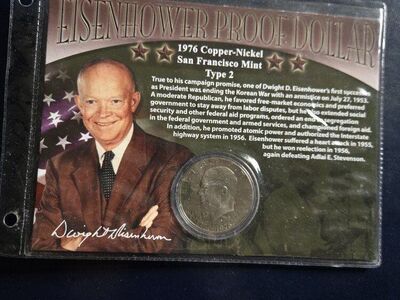 EISENHOWER PROOF DOLLAR
1976 Copper-Nickel
San Francisco Mint
Type 2
True to his campaign promise, one of Dwight D. Eisenhower's first successes
as President was ending the Korean War with an armistice on July 27, 1953.
A moderate Republican, he favored free-market economics and preferred
government to stay away from labor disputes, but he also extended social
security and other federal aid programs, ordered an end to segregation
in the federal government and armed services, and championed foreign aid.
In addition, he promoted atomic power and authorized the Interstate
highway system in 1956. Eisenhower suffered a heart attack in 1955,
but he won reelection in 1956,
again defeating Adlai E. Stevenson.
Dwight D Eisenhower